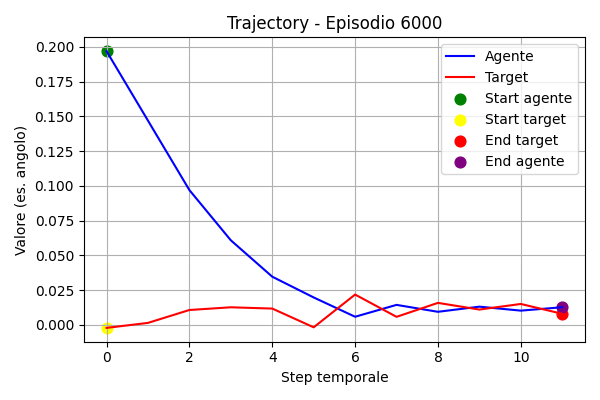 Trajectory - Episodio 6000
Valore (es. angolo)
0.200
0.175
0.150
0.125
0.100
0.075
0.050
0.025
0.000
Agente
Target
Start agente
Start target
End target
End agente
0 2 4 6 8 10
Step temporale